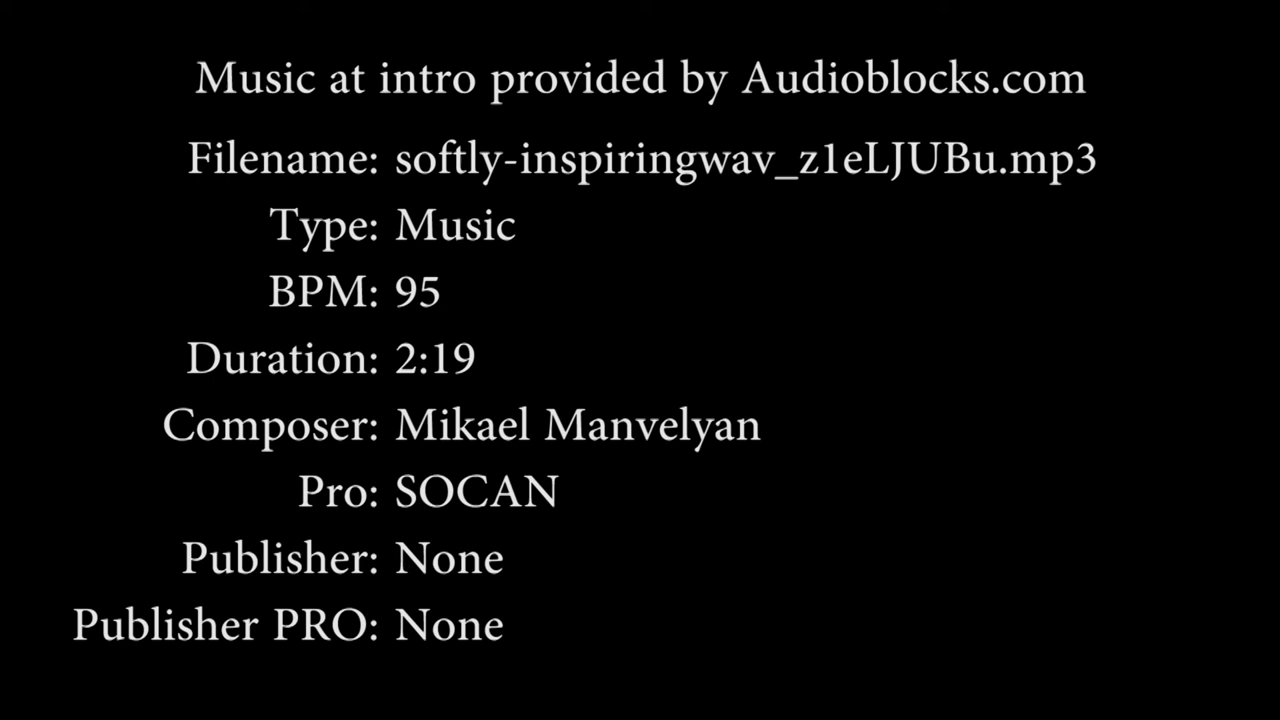 Music at intro provided by Audioblocks.com
Filename: softly-inspiringwav_z1eLJUBu.mp3
Type: Music
BPM: 95
Duration: 2:19
Composer: Mikael Manvelyan
Pro: SOCAN
Publisher: None
Publisher PRO: None